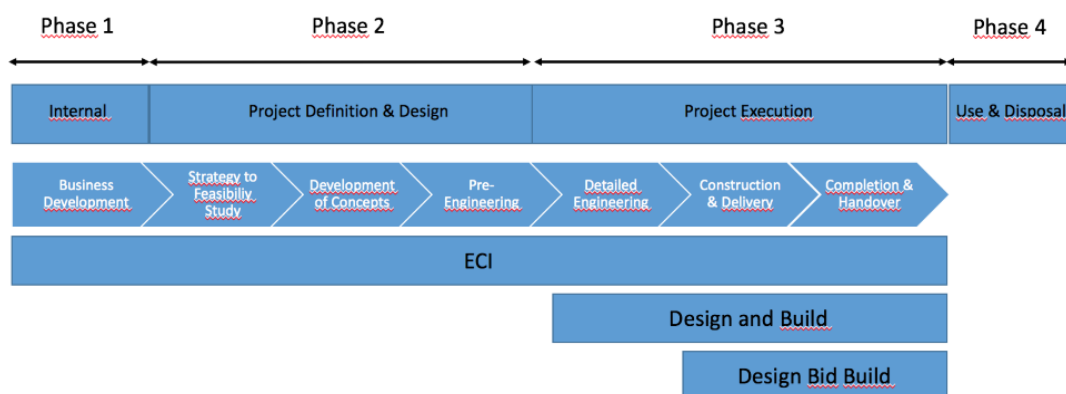 Phase 1
Phase 2
Phase 3
Phase 4
Internal
Project Definition & Design
Project Execution
Use & Disposal
Business
Development
Strategy to
Feasibiliy
Study
Development
of Concepts
Pre-
Engineering
Detailed
Engineering
Construction
& Delivery
Completion &
Handover
ECI
Design and Build
Design Bid Build